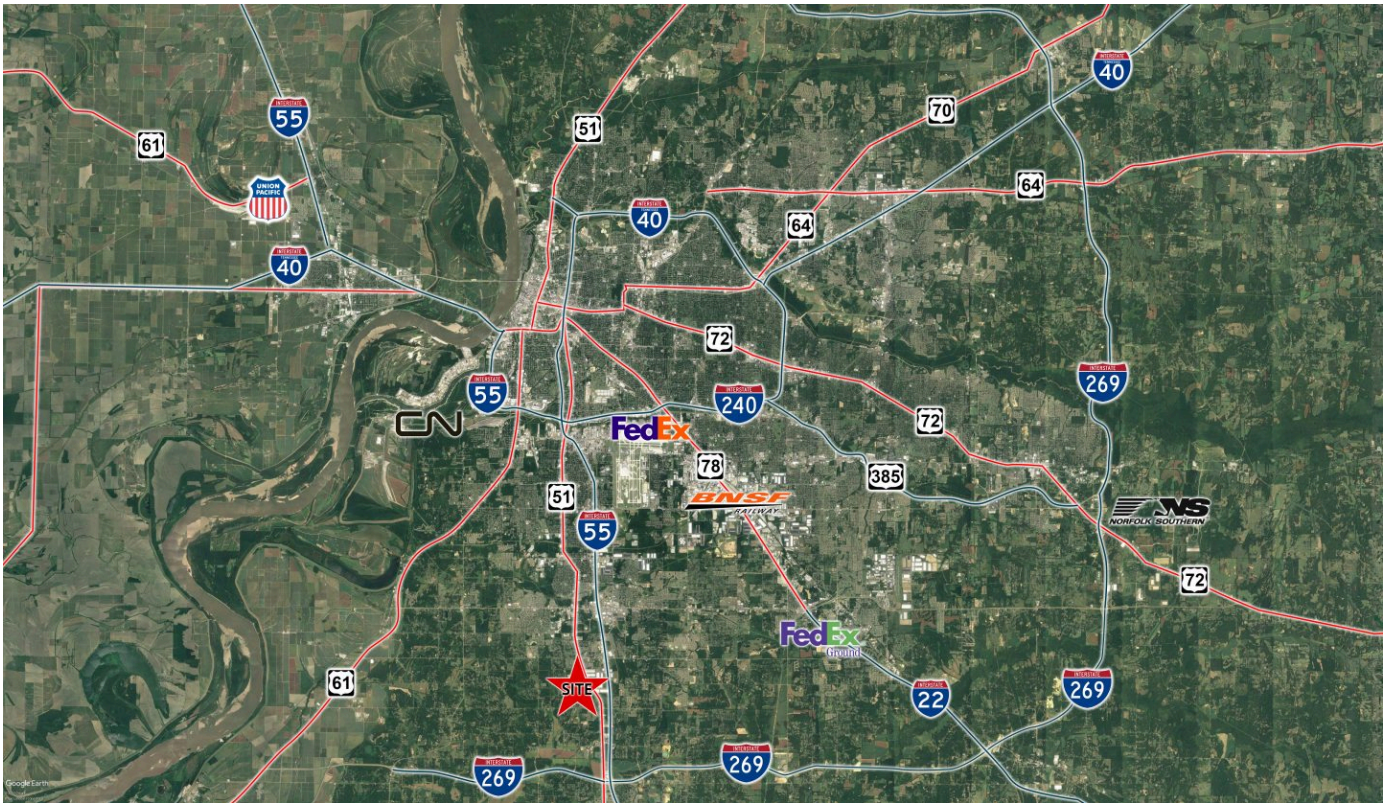 INTERSTATE
40
INTERSTATE
55
70
51
61
UNION
PACIFIC
64
INTERSTATE
40
64
INTERSTATE
40
72
INTERSTATE
269
INTERSTATE
55
INTERSTATE
240
CN
FedEx
72
78
385
BNSF
RAILWAY
51
NS
NORFOLK SOUTHERN
INTERSTATE
55
72
FedEx
Ground
61
SITE
INTERSTATE
269
INTERSTATE
22
INTERSTATE
269
INTERSTATE
269
Google Earth